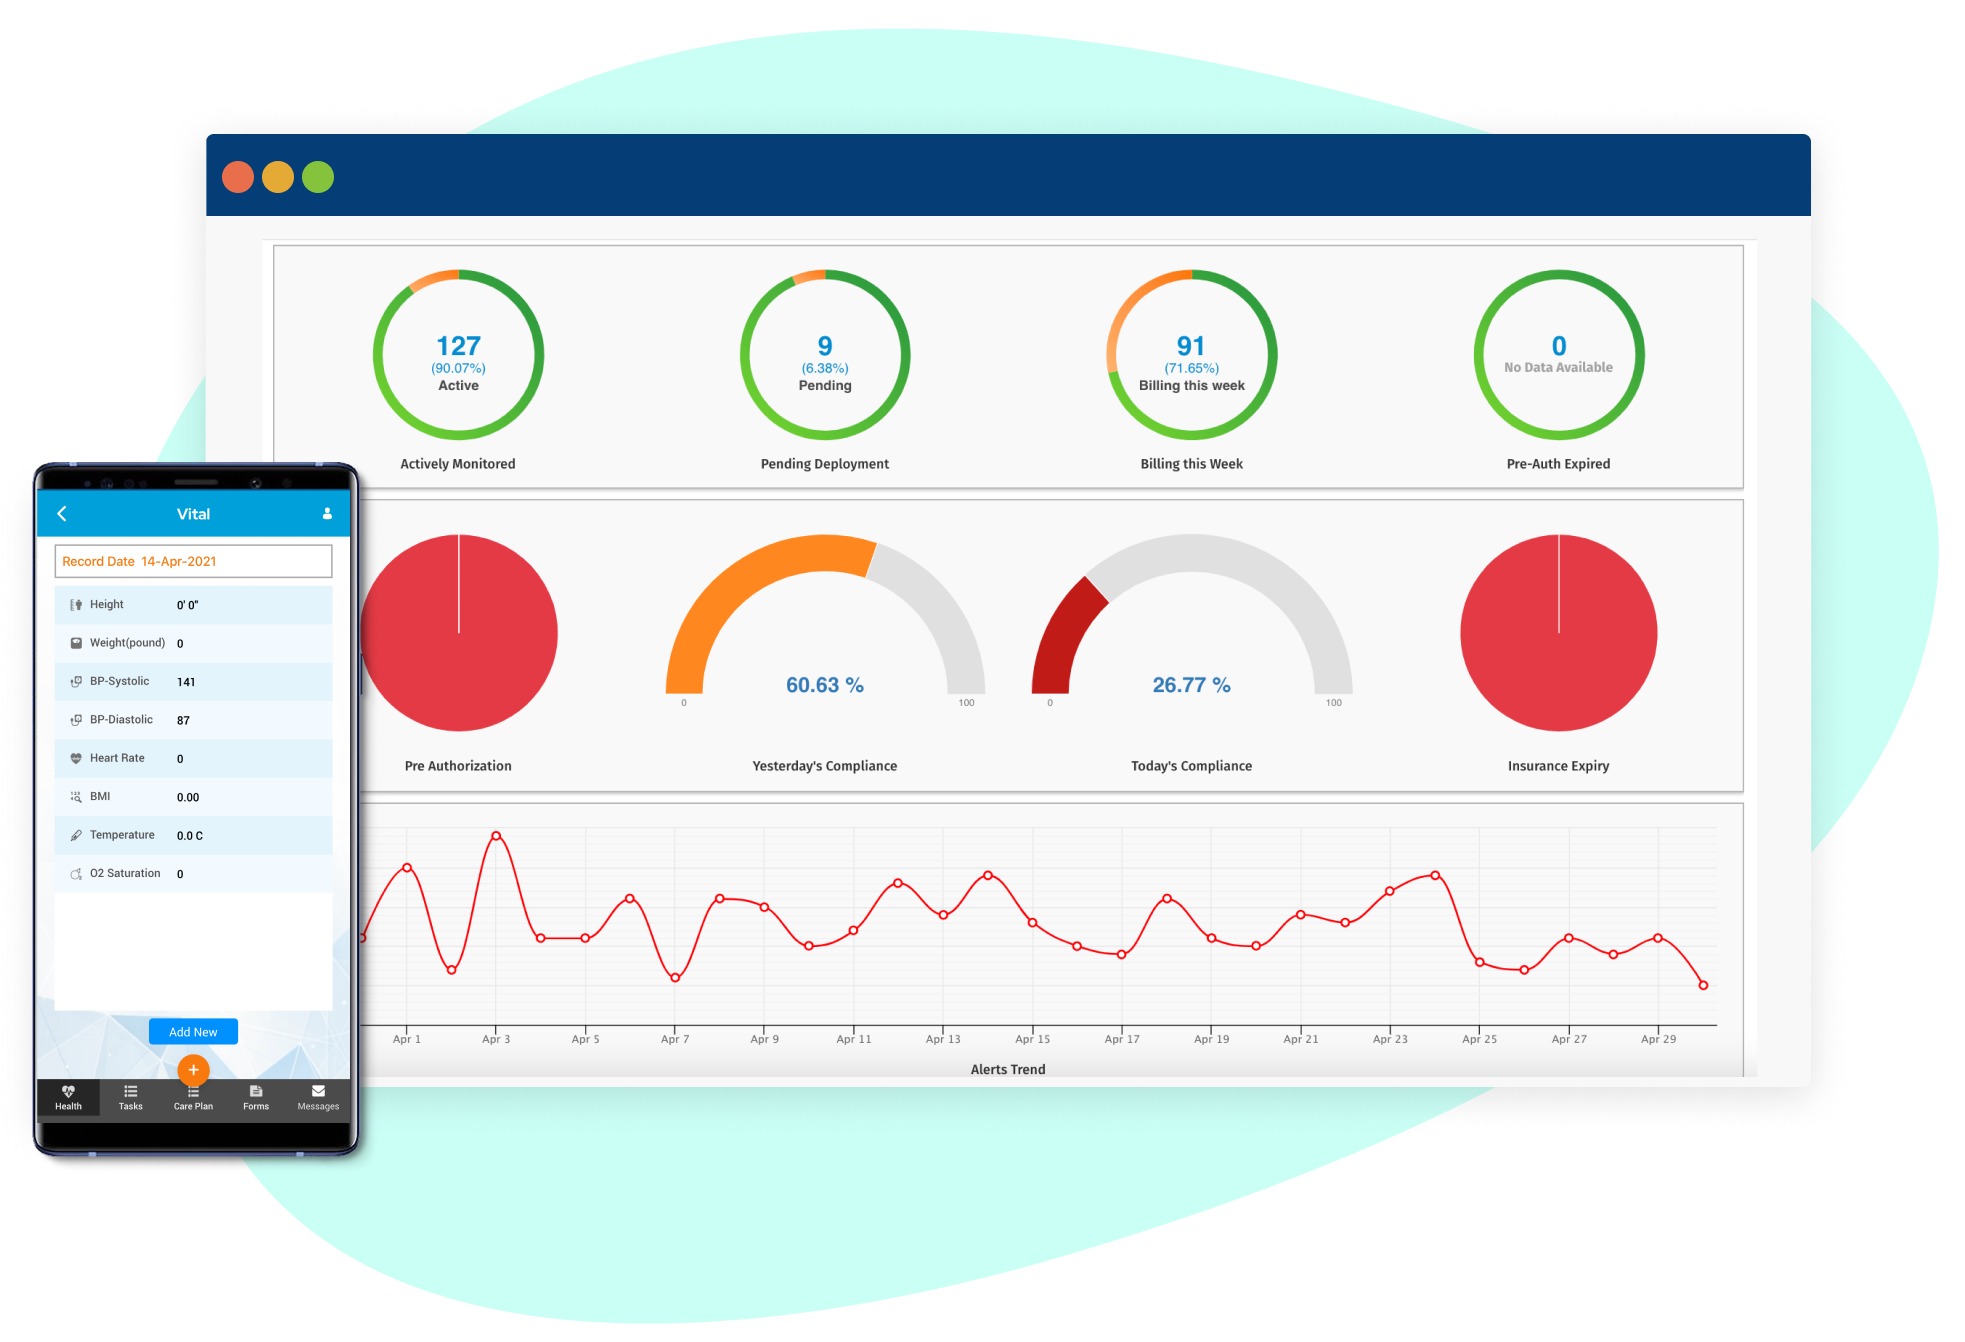 127
(90.07%)
Active
Actively Monitored
9
(6.38%)
Pending
Pending Deployment
91
(71.65%)
Billing this week
Billing this Week
0
No Data Available
Pre-Auth Expired
Pre Authorization
60.63 %
0
100
Yesterday's Compliance
26.77 %
0
100
Today's Compliance
Insurance Expiry
Apr 1
Apr 3
Apr 5
Apr 7
Apr 9
Apr 11
Apr 13
Apr 15
Apr 17
Apr 19
Apr 21
Apr 23
Apr 25
Apr 27
Apr 29
Alerts Trend
Vital
Record Date 14-Apr-2021
Height 0' 0"
Weight(pound) 0
BP-Systolic 141
BP-Diastolic 87
Heart Rate 0
BMI 0.00
Temperature 0.0 C
O2 Saturation 0
Add New
+
Health
Tasks
Care Plan
Forms
Messages